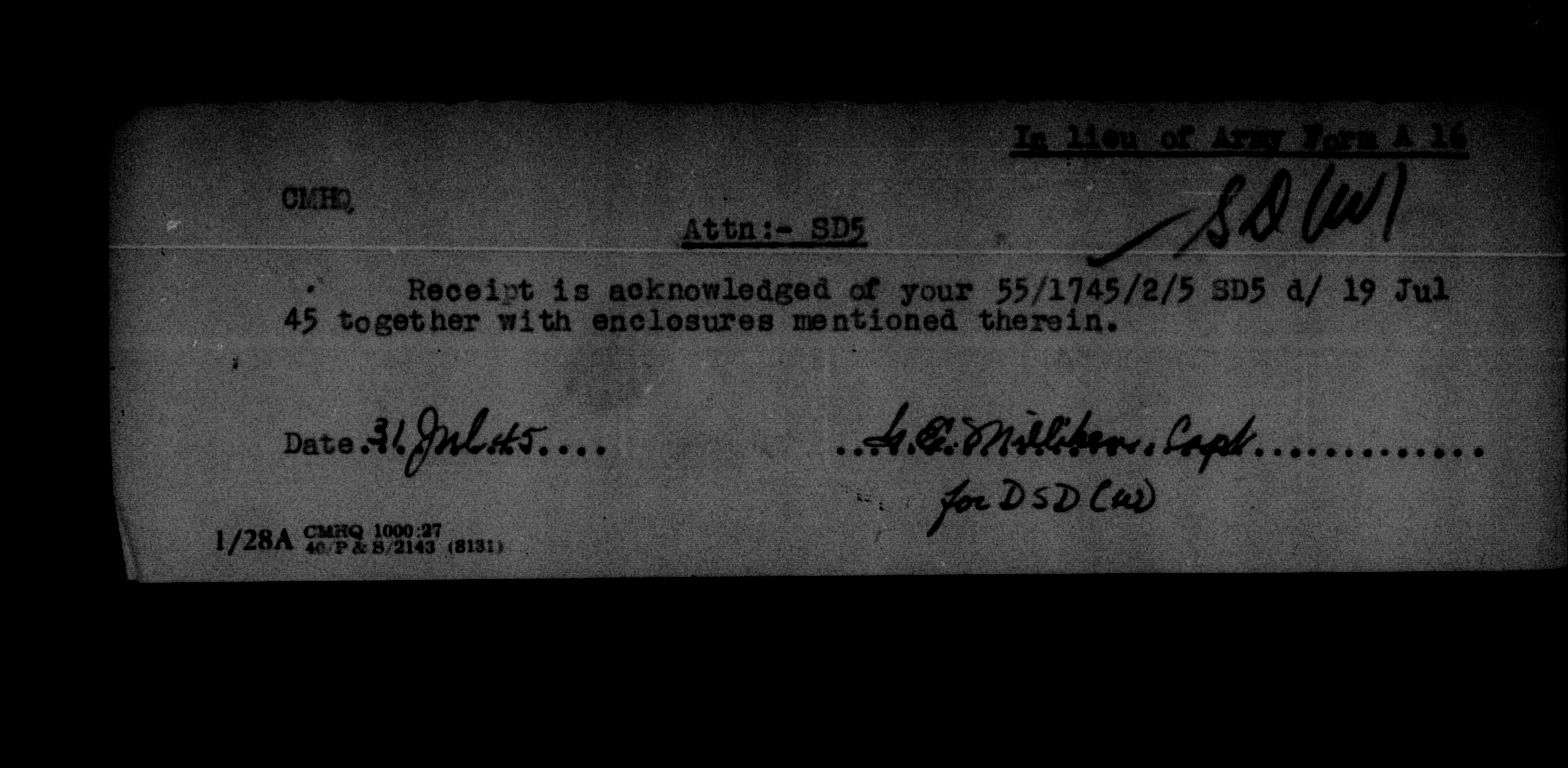 In lieu of Army Form A 16
CMHQ
SD(W)
Attn:- SD5
Receipt is acknowledged of your 55/1745/2/5 SD5 d/ 19 Jul
45 together with enclosures mentioned therein.
Date.31.Jul.45.... ...G.E. Milliken. Capt.............
for DSD(W)
1/28A CMHQ 1000:27
40/P & S/2143 (8131)